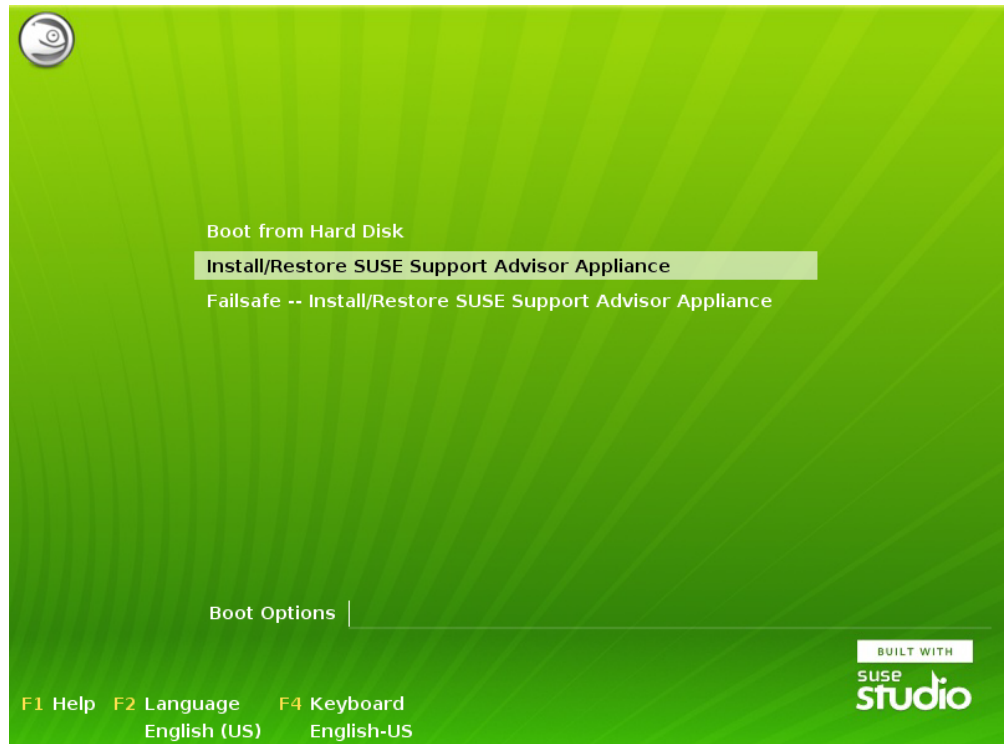 Boot from Hard Disk
Install/Restore SUSE Support Advisor Appliance
Failsafe -- Install/Restore SUSE Support Advisor Appliance
Boot Options
BUILT WITH
suse
studio
F1 Help F2 Language F4 Keyboard
English (US) English-US